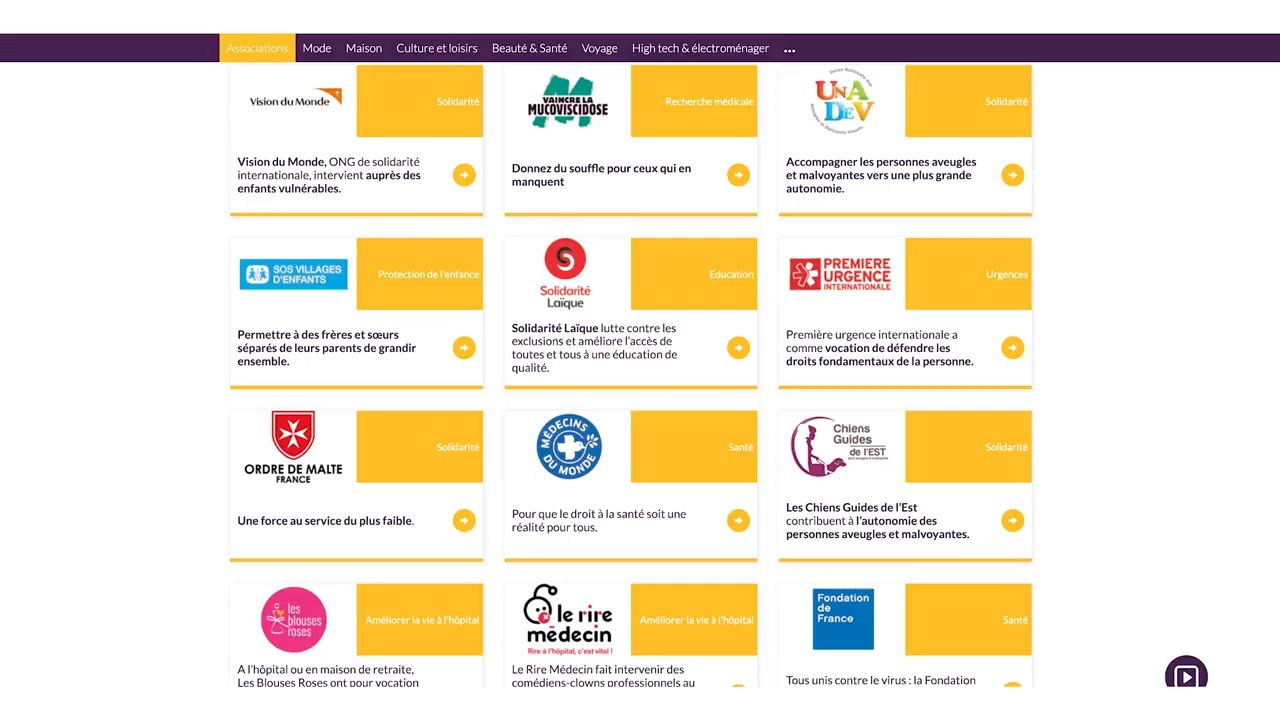 Associations Mode Maison Culture et loisirs Beauté & Santé Voyage High tech & électroménager ...
Vision du Monde
Solidarité
Vision du Monde, ONG de solidarité
internationale, intervient auprès des
enfants vulnérables.
VAINCRE LA
MUCOVISCIDOSE
Recherche médicale
Donnez du souffle pour ceux qui en
manquent
UNADEV
Solidarité
Accompagner les personnes aveugles
et malvoyantes vers une plus grande
autonomie.
SOS VILLAGES
D'ENFANTS
Protection de l'enfance
Permettre à des frères et sœurs
séparés de leurs parents de grandir
ensemble.
Solidarité
Laïque
Education
Solidarité Laïque lutte contre les
exclusions et améliore l'accès de
toutes et tous à une éducation de
qualité.
PREMIERE
URGENCE
INTERNATIONALE
Urgences
Première urgence internationale a
comme vocation de défendre les
droits fondamentaux de la personne.
ORDRE DE MALTE
FRANCE
Solidarité
Une force au service du plus faible.
MÉDECINS
DU MONDE
Santé
Pour que le droit à la santé soit une
réalité pour tous.
Chiens
Guides
de l'EST
Solidarité
Les Chiens Guides de l'Est
contribuent à l'autonomie des
personnes aveugles et malvoyantes.
les
blouses
roses
Améliorer la vie à l'hôpital
A l'hôpital ou en maison de retraite,
Les Blouses Roses ont pour vocation
le rire
médecin
Rire à l'hôpital, c'est vital !
Améliorer la vie à l'hôpital
Le Rire Médecin fait intervenir des
comédiens-clowns professionnels au
Fondation
de
France
Santé
Tous unis contre le virus : la Fondation